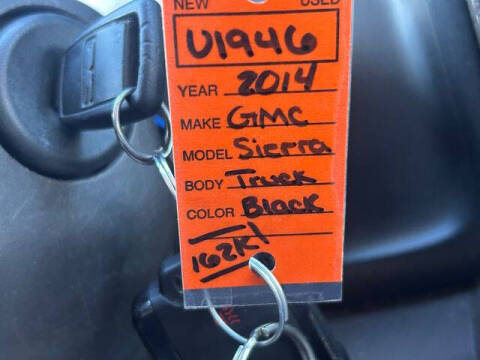 NEW USED
U1946
YEAR 2014
MAKE GMC
MODEL Sierra
BODY Truck
COLOR Black
162K